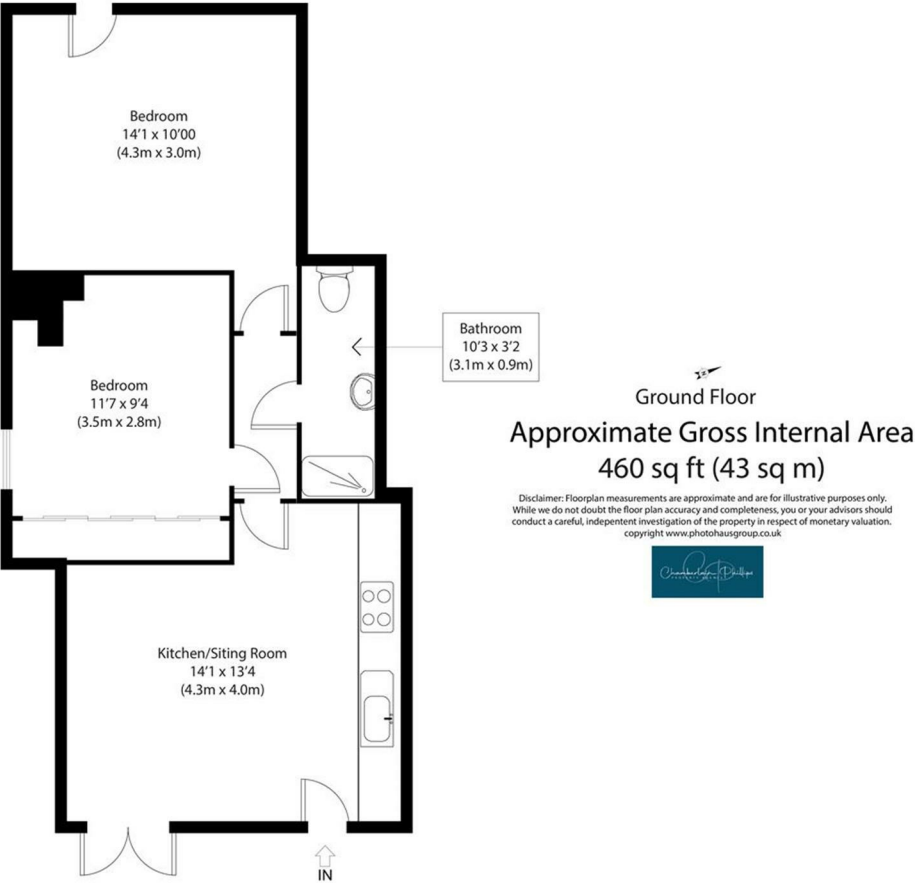 Bedroom
14'1 x 10'00
(4.3m x 3.0m)
Bedroom
11'7 x 9'4
(3.5m x 2.8m)
Bathroom
10'3 x 3'2
(3.1m x 0.9m)
Kitchen/Siting Room
14'1 x 13'4
(4.3m x 4.0m)
IN
Ground Floor
Approximate Gross Internal Area
460 sq ft (43 sq m)
Disclaimer: Floorplan measurements are approximate and are for illustrative purposes only.
While we do not doubt the floor plan accuracy and completeness, you or your advisors should
conduct a careful, indepentent investigation of the property in respect of monetary valuation.
copyright www.photohausgroup.co.uk
Chamberlain Phillips